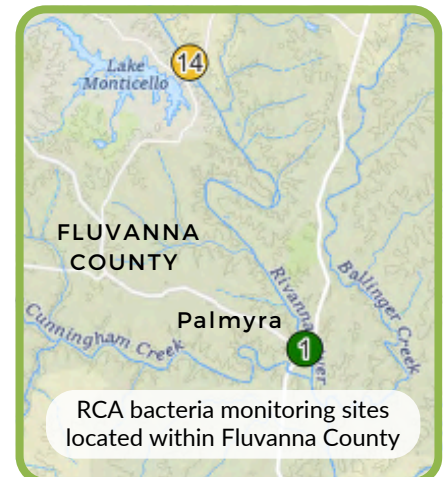 14
Lake
Monticello
FLUVANNA
COUNTY
Palmyra
Rivanna River
Ballinger Creek
Cunningham Creek
1
RCA bacteria monitoring sites
located within Fluvanna County